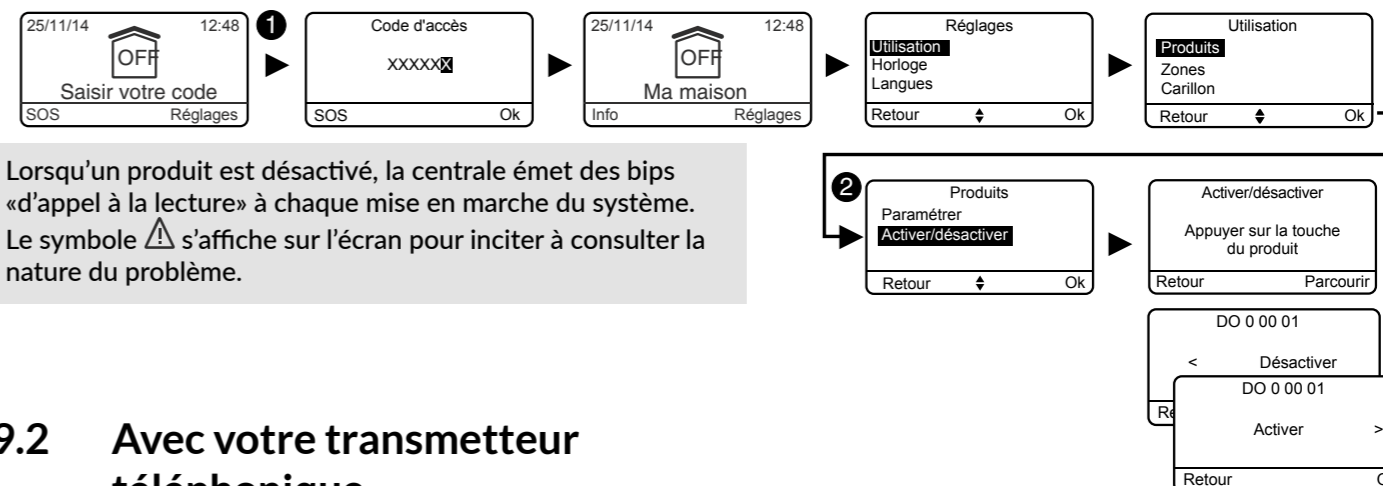 25/11/14 12:48
OFF
Saisir votre code
SOS Réglages
1
Code d'accès
XXXXXX
SOS Ok
25/11/14 12:48
OFF
Ma maison
Info Réglages
Réglages
Utilisation
Horloge
Langues
Retour Ok
Utilisation
Produits
Zones
Carillon
Retour Ok
Lorsqu'un produit est désactivé, la centrale émet des bips
«d'appel à la lecture» à chaque mise en marche du système.
Le symbole ⚠ s'affiche sur l'écran pour inciter à consulter la
nature du problème.
2
Produits
Paramétrer
Activer/désactiver
Retour Ok
Activer/désactiver
Appuyer sur la touche
du produit
Retour Parcourir
DO 0 00 01
< Désactiver
DO 0 00 01
Activer >
Retour
9.2 Avec votre transmetteur
téléphonique